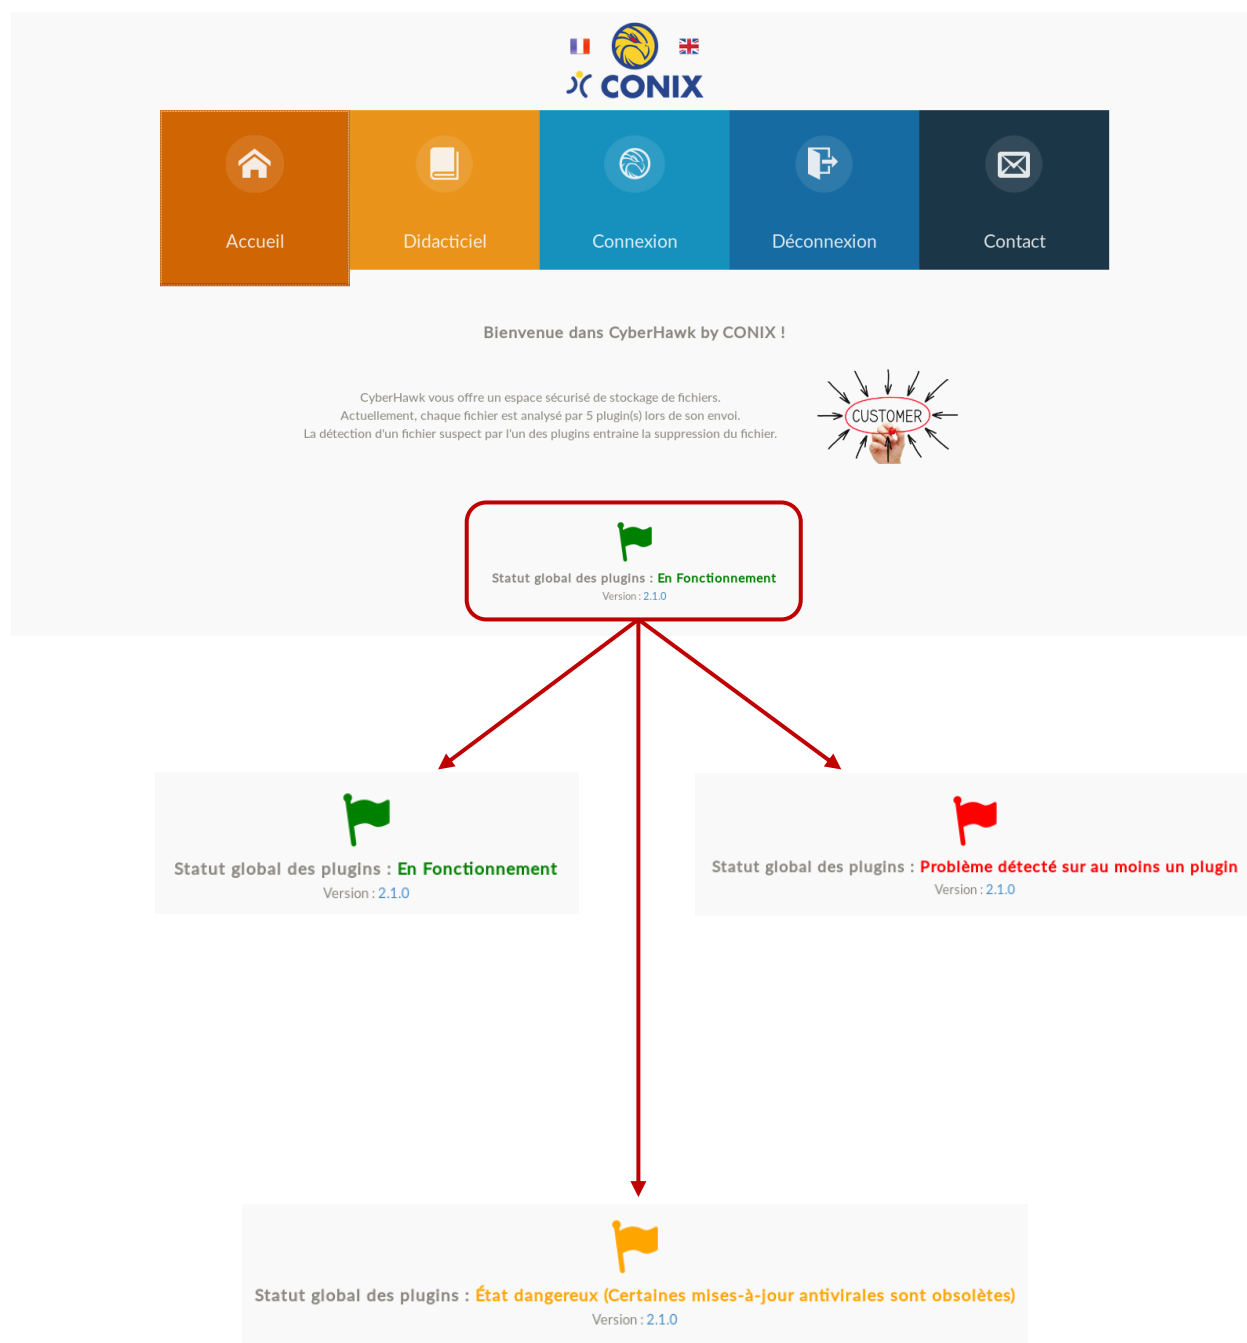 CONIX
Accueil
Didacticiel
Connexion
Déconnexion
Contact
Bienvenue dans CyberHawk by CONIX !
CyberHawk vous offre un espace sécurisé de stockage de fichiers.
Actuellement, chaque fichier est analysé par 5 plugin(s) lors de son envoi.
La détection d'un fichier suspect par l'un des plugins entraine la suppression du fichier.
CUSTOMER
Statut global des plugins : En Fonctionnement
Version : 2.1.0
Statut global des plugins : En Fonctionnement
Version : 2.1.0
Statut global des plugins : Problème détecté sur au moins un plugin
Version : 2.1.0
Statut global des plugins : État dangereux (Certaines mises-à-jour antivirales sont obsolètes)
Version : 2.1.0